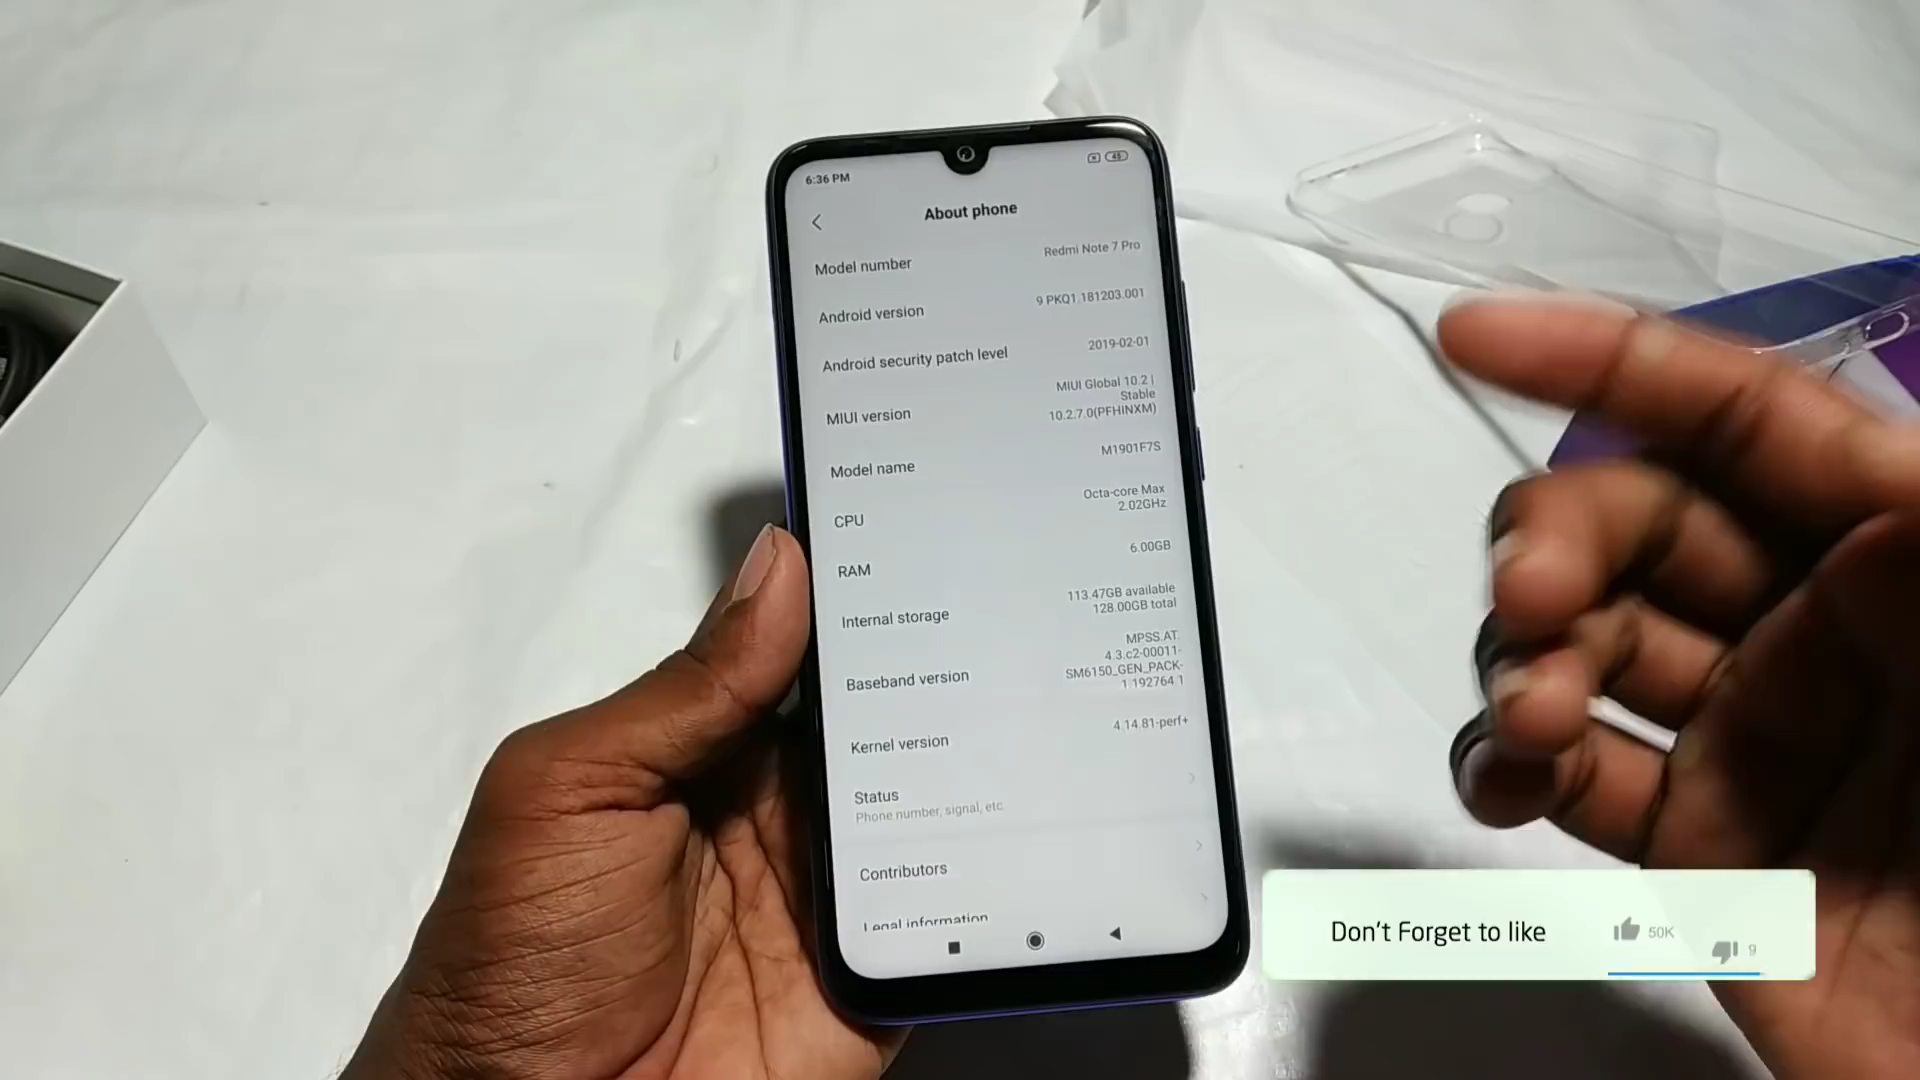 6:36 PM
45
About phone
Model number
Redmi Note 7 Pro
Android version
9 PKQ1.181203.001
Android security patch level
2019-02-01
MIUI version
MIUI Global 10.2 |
Stable
10.2.7.0(PFHINXM)
Model name
M1901F7S
CPU
Octa-core Max
2.02GHz
RAM
6.00GB
Internal storage
113.47GB available
128.00GB total
Baseband version
MPSS.AT.
4.3.c2-00011-
SM6150_GEN_PACK-
1.192764.1
Kernel version
4.14.81-perf+
Status
Phone number, signal, etc.
Contributors
Legal information
Don't Forget to like
50K
9